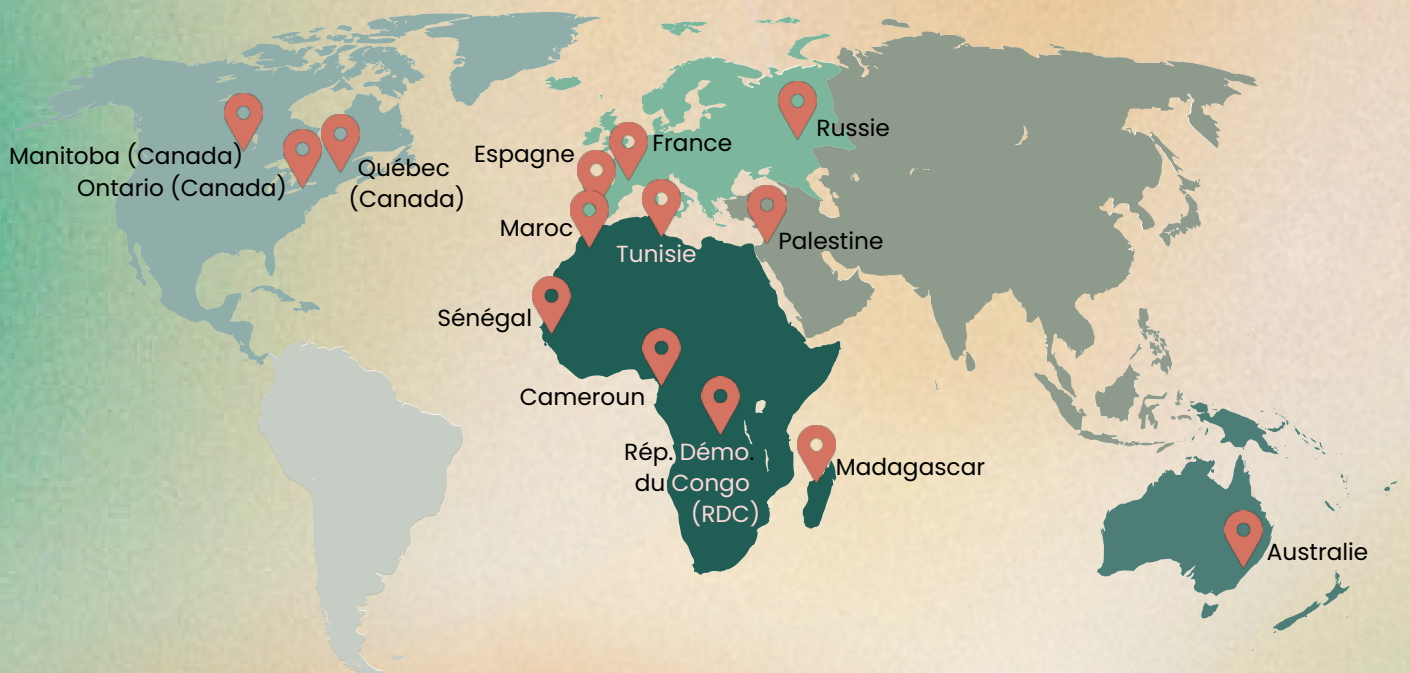 Manitoba (Canada)
Ontario (Canada)
Québec
(Canada)
Espagne
France
Russie
Maroc
Tunisie
Palestine
Sénégal
Cameroun
Rép. Démo.
du Congo
(RDC)
Madagascar
Australie